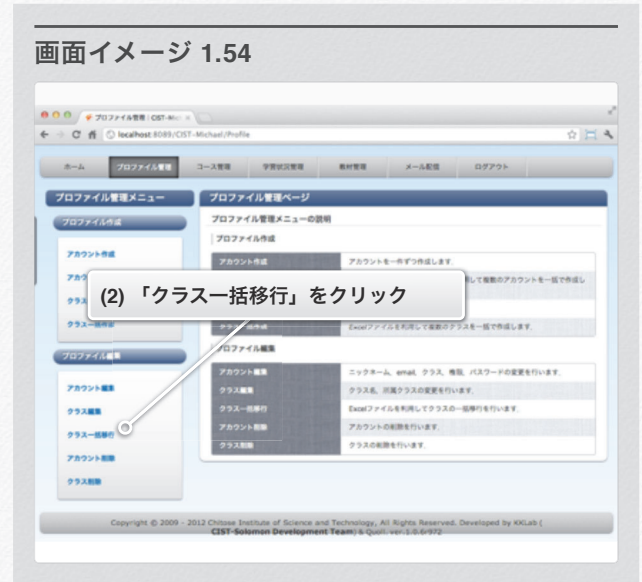 画面イメージ 1.54
プロファイル管理 | CIST-Mic
localhost:8089/CIST-Michael/Profile
ホーム プロファイル管理 コース管理 学習状況管理 教材管理 メール配信 ログアウト
プロファイル管理メニュー
プロファイル作成
アカウント作成
プロファイル編集
アカウント編集
クラス編集
クラス一括移行
アカウント削除
クラス削除
プロファイル管理ページ
プロファイル管理メニューの説明
プロファイル作成
アカウント作成 アカウントを一件ずつ作成します.
して複数のアカウントを一括で作成し
(2) 「クラス一括移行」をクリック
Excelファイルを利用して複数のクラスを一括で作成します.
プロファイル編集
アカウント編集 ニックネーム, email, クラス, 権限, パスワードの変更を行います.
クラス編集 クラス名, 所属クラスの変更を行います.
クラス一括移行 Excelファイルを利用してクラスの一括移行を行います.
アカウント削除 アカウントの削除を行います.
クラス削除 クラスの削除を行います.
Copyright © 2009 - 2012 Chitose Institute of Science and Technology, All Rights Reserved. Developed by KKLab (
CIST-Solomon Development Team) & Quoll. ver.1.0.6r972